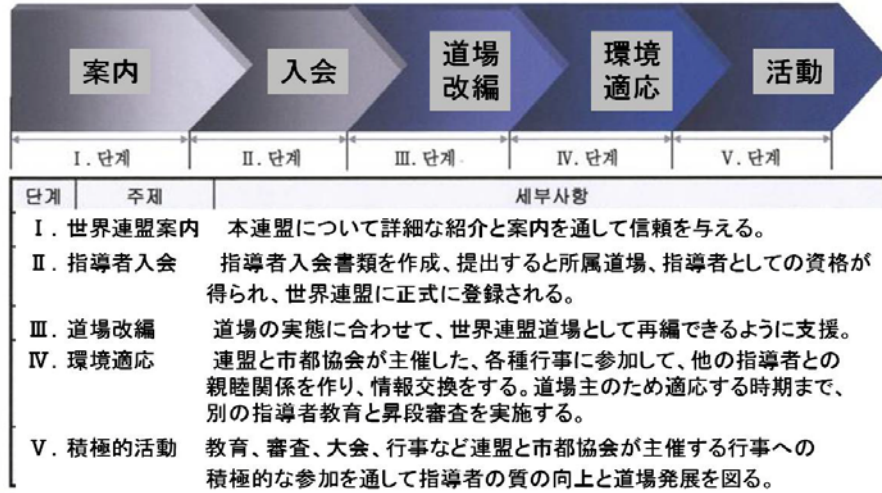 案内
入会
道場
改編
環境
適応
活動
Ⅰ. 단계
Ⅱ. 단계
Ⅲ. 단계
Ⅳ. 단계
Ⅴ. 단계
단계 주제 세부사항
Ⅰ. 世界連盟案内 本連盟について詳細な紹介と案内を通して信頼を与える。
Ⅱ. 指導者入会 指導者入会書類を作成、提出すると所属道場、指導者としての資格が
得られ、世界連盟に正式に登録される。
Ⅲ. 道場改編 道場の実態に合わせて、世界連盟道場として再編できるように支援。
Ⅳ. 環境適応 連盟と市都協会が主催した、各種行事に参加して、他の指導者との
親睦関係を作り、情報交換をする。道場主のため適応する時期まで、
別の指導者教育と昇段審査を実施する。
Ⅴ. 積極的活動 教育、審査、大会、行事など連盟と市都協会が主催する行事への
積極的な参加を通して指導者の質の向上と道場発展を図る。